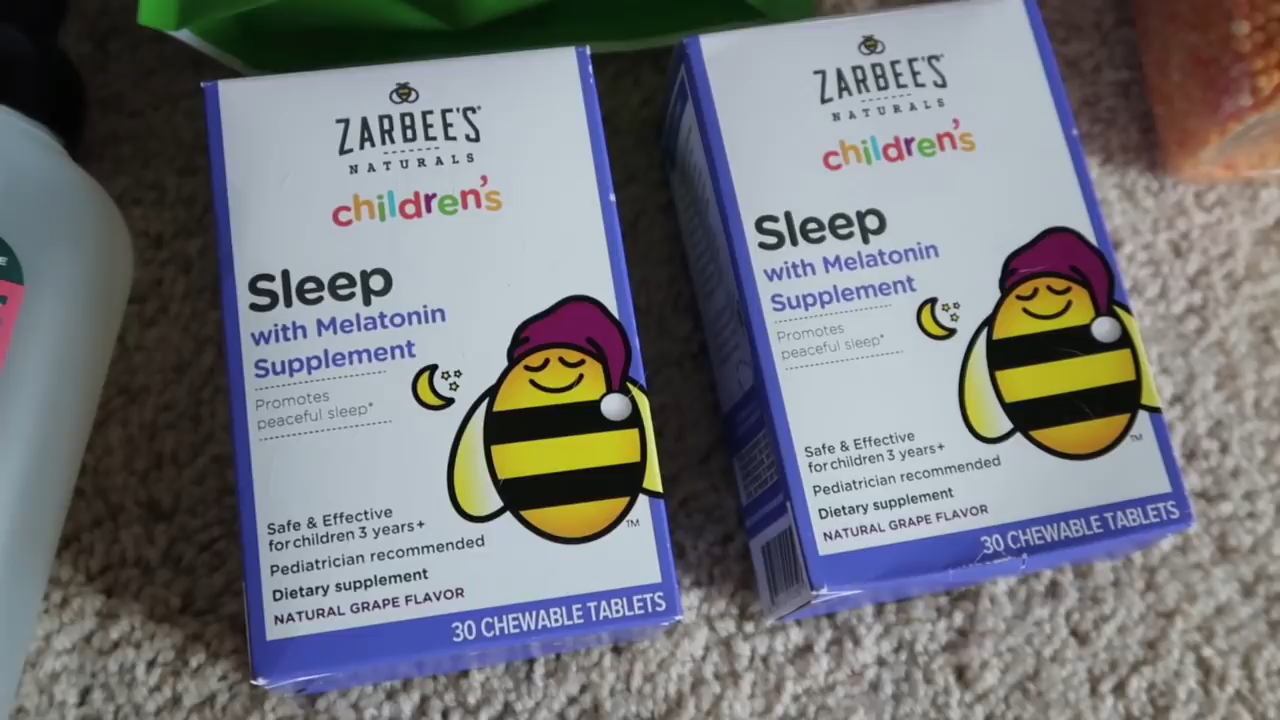 ZARBEE'S
NATURALS
children's
Sleep
with Melatonin
Supplement
Promotes
peaceful sleep*
Safe & Effective
for children 3 years+
Pediatrician recommended
Dietary supplement
NATURAL GRAPE FLAVOR
30 CHEWABLE TABLETS
TM
ZARBEE'S
NATURALS
children's
Sleep
with Melatonin
Supplement
Promotes
peaceful sleep*
Safe & Effective
for children 3 years+
Pediatrician recommended
Dietary supplement
NATURAL GRAPE FLAVOR
30 CHEWABLE TABLETS
TM